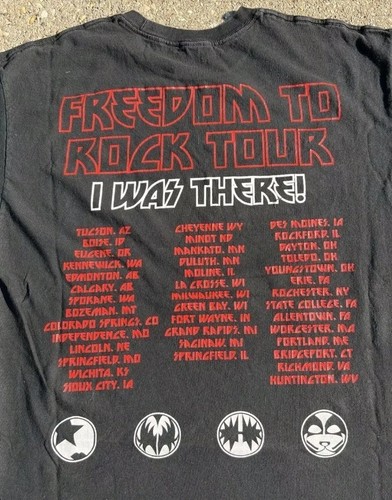 FREEDOM TO
ROCK TOUR
I WAS THERE!
TUCSON, AZ
BOISE, ID
EUGENE, OR
KENNEWICK, WA
EDMONTON, AB
CALGARY, AB
SPOKANE, WA
BOZEMAN, MT
COLORADO SPRINGS, CO
INDEPENDENCE, MO
LINCOLN, NE
SPRINGFIELD, MO
WICHITA, KS
SIOUX CITY, IA
CHEYENNE WY
MINOT ND
MANKATO, MN
DULUTH, MN
MOLINE, IL
LA CROSSE, WI
MILWAUKEE, WI
GREEN BAY, WI
FORT WAYNE, IN
GRAND RAPIDS, MI
SAGINAW, MI
SPRINGFIELD, IL
DES MOINES, IA
ROCKFORD, IL
DAYTON, OH
TOLEDO, OH
YOUNGSTOWN, OH
ERIE, PA
ROCHESTER, NY
STATE COLLEGE, PA
ALLENTOWN, PA
WORCESTER, MA
PORTLAND, ME
BRIDGEPORT, CT
RICHMOND, VA
HUNTINGTON, WV